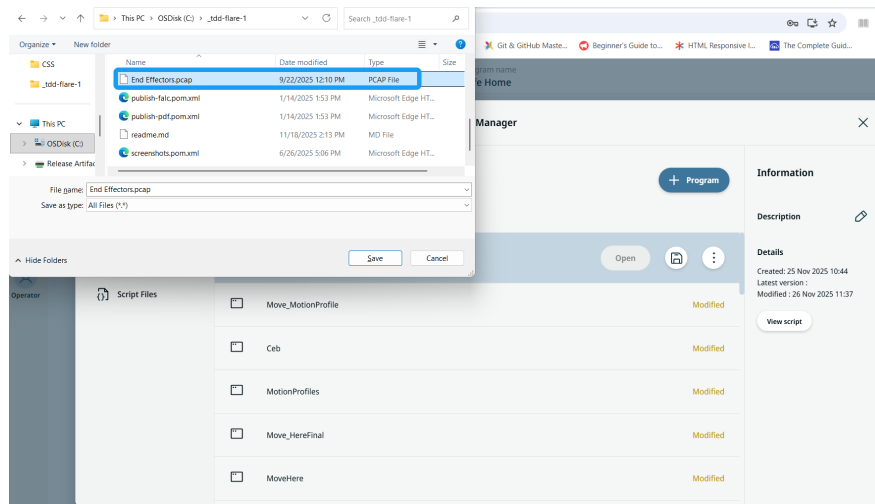 This PC > OSDisk (C:) > _tdd-flare-1
Search _tdd-flare-1
Organize
New folder
Name
Date modified
Type
Size
CSS
_tdd-flare-1
This PC
OSDisk (C:)
Release Artifac
End Effectors.pcap
9/22/2025 12:10 PM
PCAP File
publish-falc.pom.xml
1/14/2025 1:53 PM
Microsoft Edge HT...
publish-pdf.pom.xml
1/14/2025 1:53 PM
Microsoft Edge HT...
readme.md
11/18/2025 2:13 PM
MD File
screenshots.pom.xml
6/26/2025 5:06 PM
Microsoft Edge HT...
File name: End Effectors.pcap
Save as type: All Files (*.*)
Hide Folders
Save
Cancel
Git & GitHub Maste...
Beginner's Guide to...
HTML Responsive I...
The Complete Guid...
gram name
e Home
Manager
Program
Open
Operator
Script Files
Move_MotionProfile
Modified
Ceb
Modified
MotionProfiles
Modified
Move_HereFinal
Modified
MoveHere
Modified
Information
Description
Details
Created: 25 Nov 2025 10:44
Latest version :
Modified : 26 Nov 2025 11:37
View script